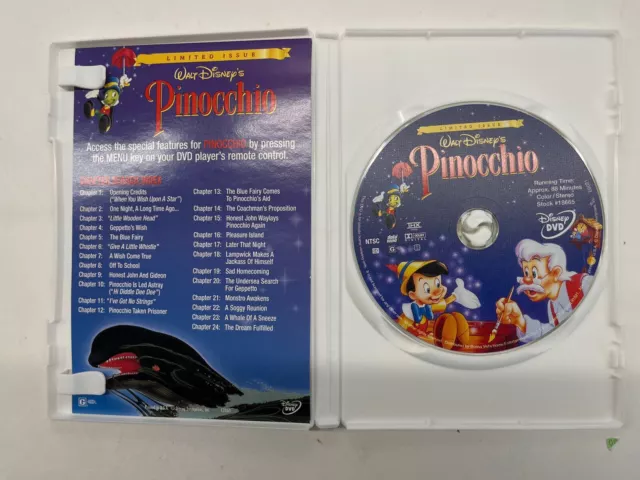 LIMITED ISSUE
WALT DISNEY'S
Pinocchio
Access the special features for PINOCCHIO by pressing
the MENU key on your DVD player's remote control.
Chapter 1: Opening Credits
("When You Wish Upon A Star")
Chapter 2: One Night, A Long Time Ago...
Chapter 3: "Little Wooden Head"
Chapter 4: Geppetto's Wish
Chapter 5: The Blue Fairy
Chapter 6: "Give A Little Whistle"
Chapter 7: A Wish Come True
Chapter 8: Off To School
Chapter 9: Honest John And Gideon
Chapter 10: Pinocchio Is Led Astray
("Hi Diddle Dee Dee")
Chapter 11: "I've Got No Strings"
Chapter 12: Pinocchio Taken Prisoner
Chapter 13: The Blue Fairy Comes
To Pinocchio's Aid
Chapter 14: The Coachman's Proposition
Chapter 15: Honest John Waylays
Pinocchio Again
Chapter 16: Pleasure Island
Chapter 17: Later That Night
Chapter 18: Lampwick Makes A
Jackass Of Himself
Chapter 19: Sad Homecoming
Chapter 20: The Undersea Search
For Geppetto
Chapter 21: Monstro Awakens
Chapter 22: A Soggy Reunion
Chapter 23: A Whale Of A Sneeze
Chapter 24: The Dream Fulfilled
G
Disney
DVD
LIMITED ISSUE
WALT DISNEY'S
Pinocchio
Running Time:
Approx. 88 Minutes
Color/Stereo
Stock #18665
Disney
DVD
NTSC
THX
G